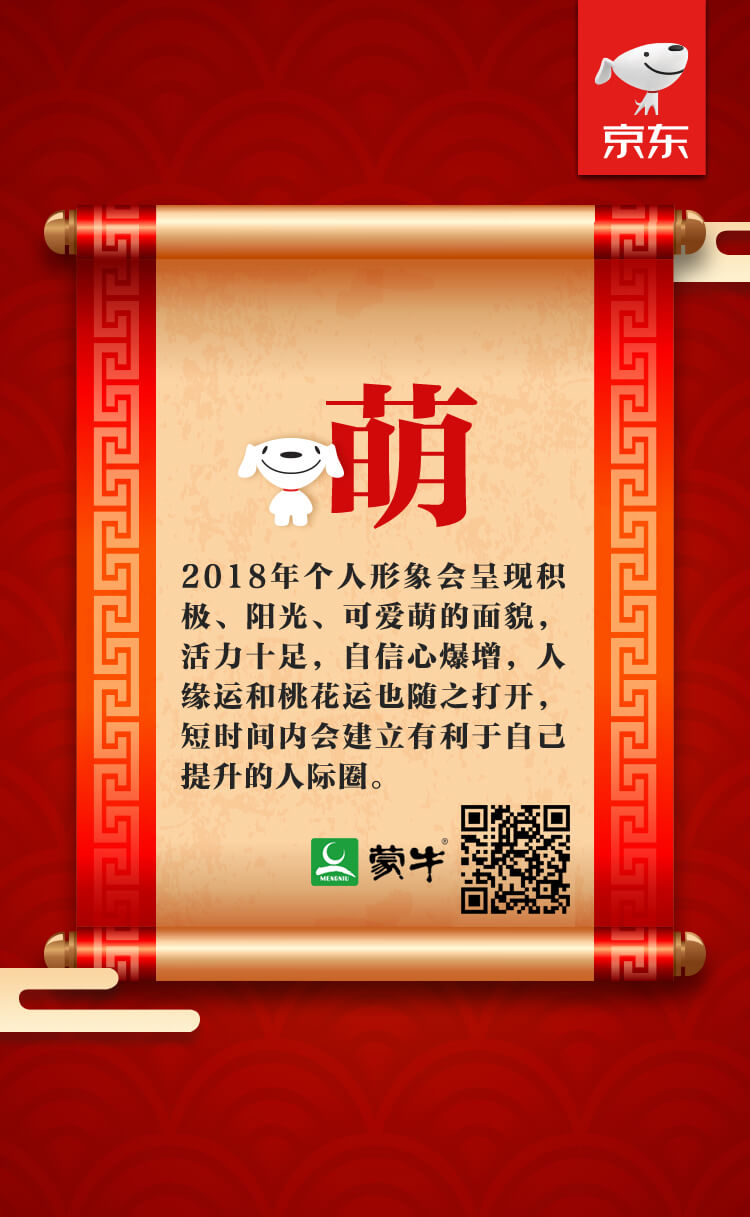 京东
萌
2018年个人形象会呈现积
极、阳光、可爱萌的面貌，
活力十足，自信心爆增，人
缘运和桃花运也随之打开，
短时间内会建立有利于自己
提升的人际圈。
MENGNIU
蒙牛®